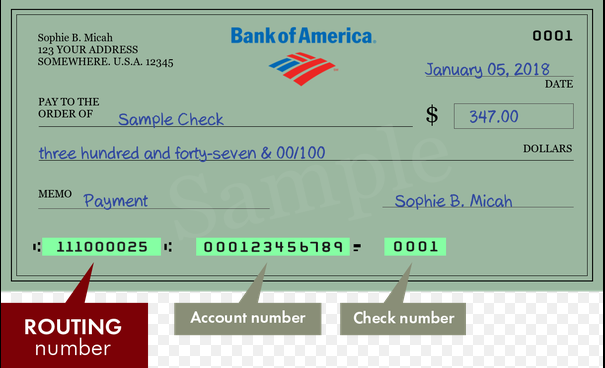 Sophie B. Micah
123 YOUR ADDRESS
SOMEWHERE. U.S.A. 12345
Bank of America.
0001
January 05, 2018
DATE
PAY TO THE
ORDER OF Sample Check
$ 347.00
three hundred and forty-seven & 00/100 DOLLARS
MEMO Payment
Sophie B. Micah
Sample
⑆111000025⑆ 000123456789⑈ 0001
ROUTING
number
Account number
Check number